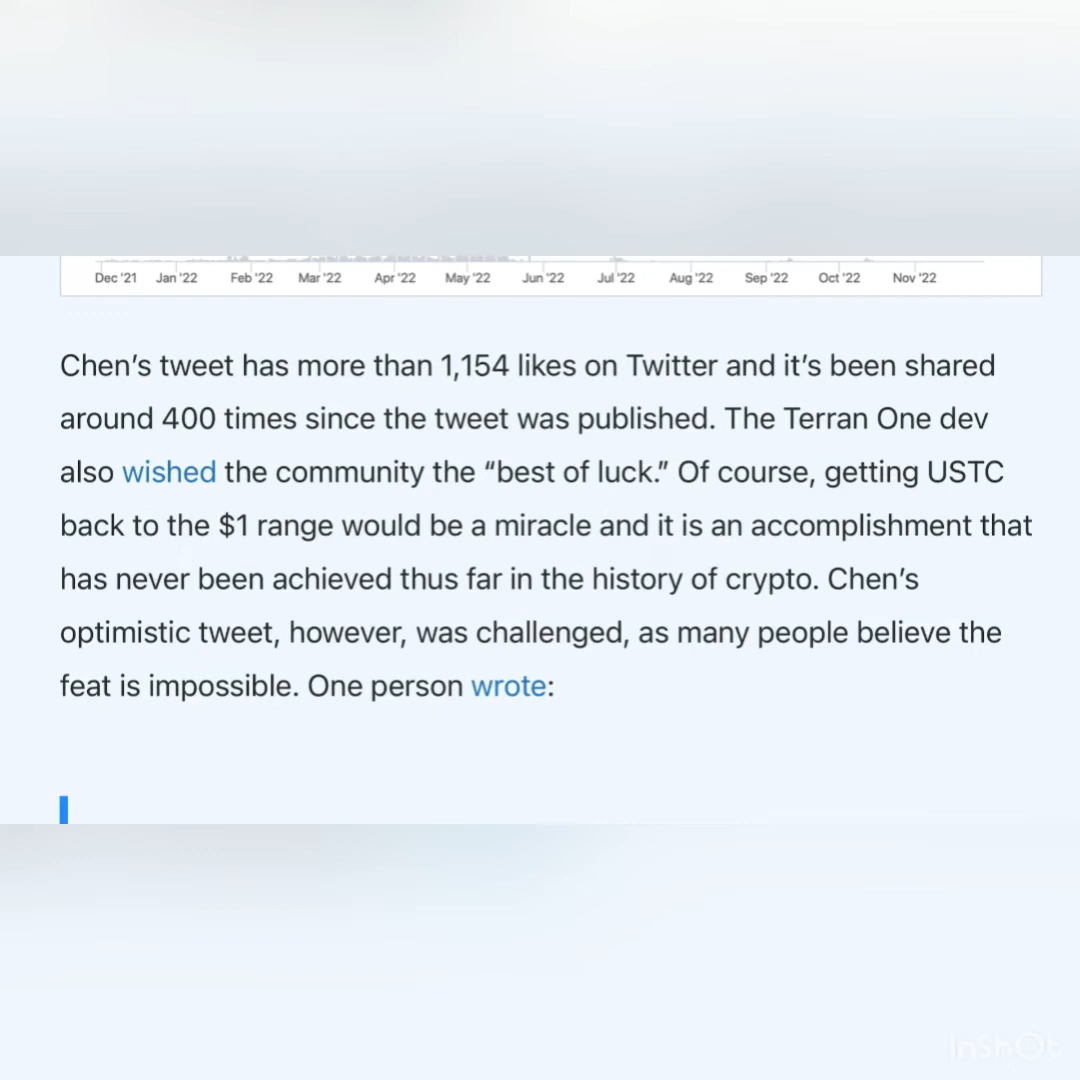 Dec '21 Jan '22 Feb '22 Mar '22 Apr '22 May '22 Jun '22 Jul '22 Aug '22 Sep '22 Oct '22 Nov '22
Chen’s tweet has more than 1,154 likes on Twitter and it’s been shared
around 400 times since the tweet was published. The Terran One dev
also wished the community the “best of luck.” Of course, getting USTC
back to the $1 range would be a miracle and it is an accomplishment that
has never been achieved thus far in the history of crypto. Chen’s
optimistic tweet, however, was challenged, as many people believe the
feat is impossible. One person wrote:
InShOt